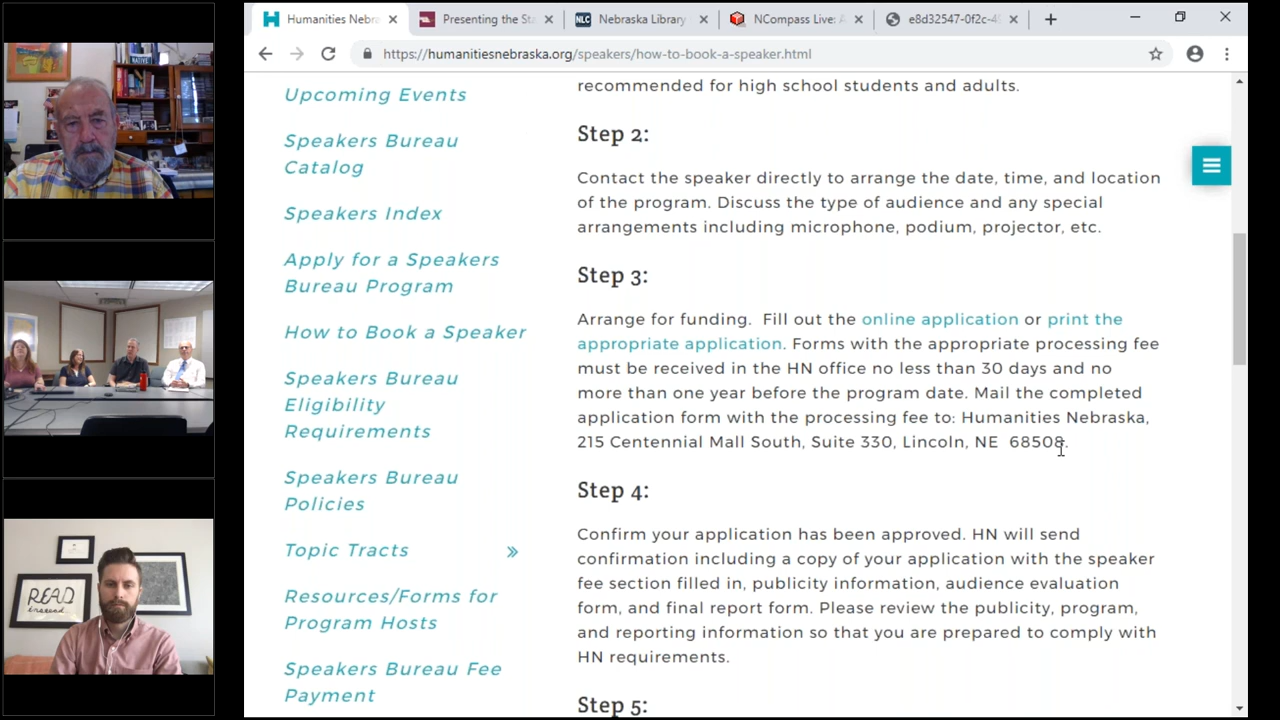 Humanities Nebra
Presenting the Sta
NLC
Nebraska Library
NCompass Live: A
e8d32547-0f2c-4
https://humanitiesnebraska.org/speakers/how-to-book-a-speaker.html
Upcoming Events
Speakers Bureau
Catalog
Speakers Index
Apply for a Speakers
Bureau Program
How to Book a Speaker
Speakers Bureau
Eligibility
Requirements
Speakers Bureau
Policies
Topic Tracts
Resources/Forms for
Program Hosts
Speakers Bureau Fee
Payment
recommended for high school students and adults.
Step 2:
Contact the speaker directly to arrange the date, time, and location
of the program. Discuss the type of audience and any special
arrangements including microphone, podium, projector, etc.
Step 3:
Arrange for funding. Fill out the online application or print the
appropriate application. Forms with the appropriate processing fee
must be received in the HN office no less than 30 days and no
more than one year before the program date. Mail the completed
application form with the processing fee to: Humanities Nebraska,
215 Centennial Mall South, Suite 330, Lincoln, NE 68508.
Step 4:
Confirm your application has been approved. HN will send
confirmation including a copy of your application with the speaker
fee section filled in, publicity information, audience evaluation
form, and final report form. Please review the publicity, program,
and reporting information so that you are prepared to comply with
HN requirements.
Step 5:
NATIVE
READ